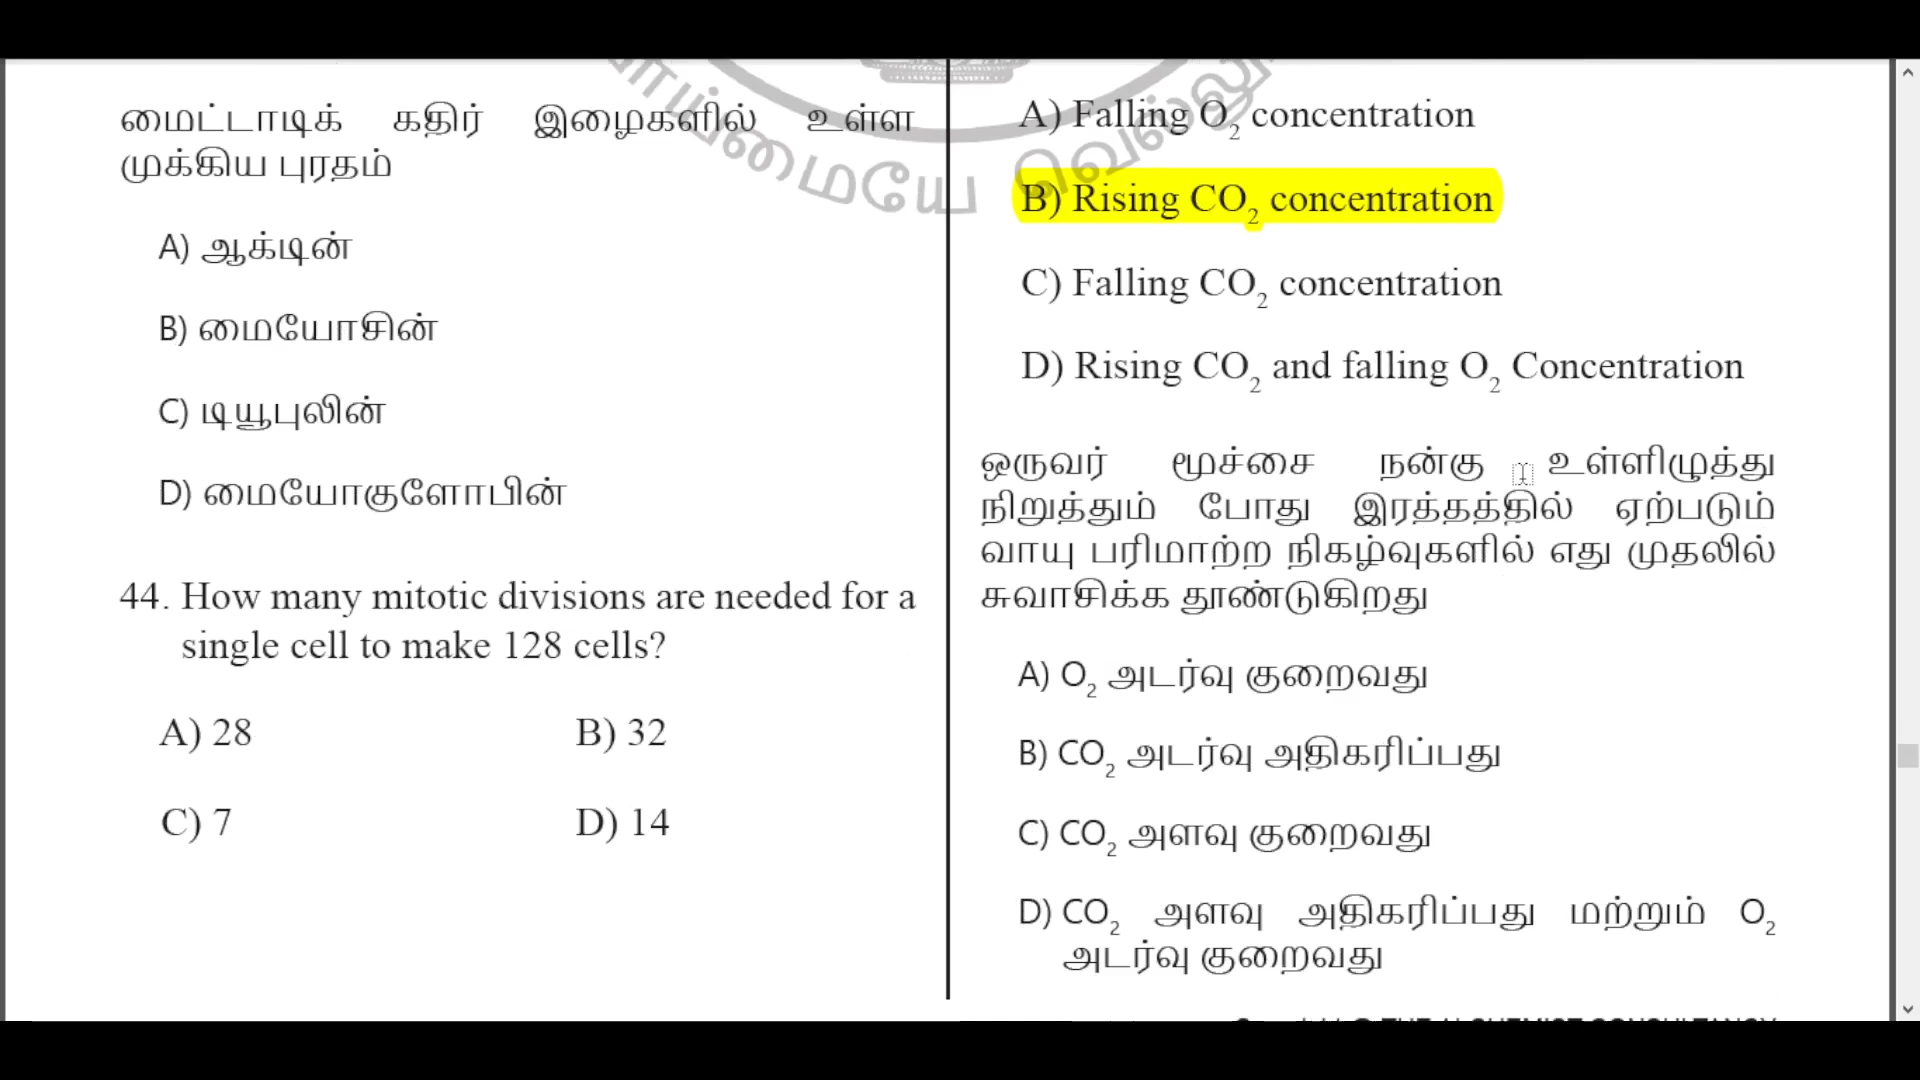 மைட்டாடிக் கதிர் இழைகளில் உள்ள
முக்கிய புரதம்
A) ஆக்டின்
B) மையோசின்
C) டியூபுலின்
D) மையோகுளோபின்
44. How many mitotic divisions are needed for a
single cell to make 128 cells?
A) 28 B) 32
C) 7 D) 14
A) Falling O₂ concentration
B) Rising CO₂ concentration
C) Falling CO₂ concentration
D) Rising CO₂ and falling O₂ Concentration
ஒருவர் மூச்சை நன்கு உள்ளிழுத்து
நிறுத்தும் போது இரத்தத்தில் ஏற்படும்
வாயு பரிமாற்ற நிகழ்வுகளில் எது முதலில்
சுவாசிக்க தூண்டுகிறது
A) O₂ அடர்வு குறைவது
B) CO₂ அடர்வு அதிகரிப்பது
C) CO₂ அளவு குறைவது
D) CO₂ அளவு அதிகரிப்பது மற்றும் O₂
அடர்வு குறைவது